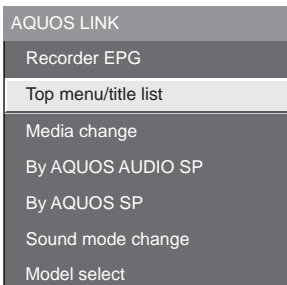 AQUOS LINK
Recorder EPG
Top menu/title list
Media change
By AQUOS AUDIO SP
By AQUOS SP
Sound mode change
Model select